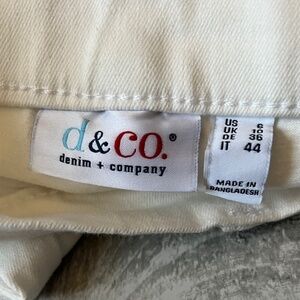 d&co.®
denim + company
US 6
UK 10
DE 36
IT 44
MADE IN
BANGLADESH